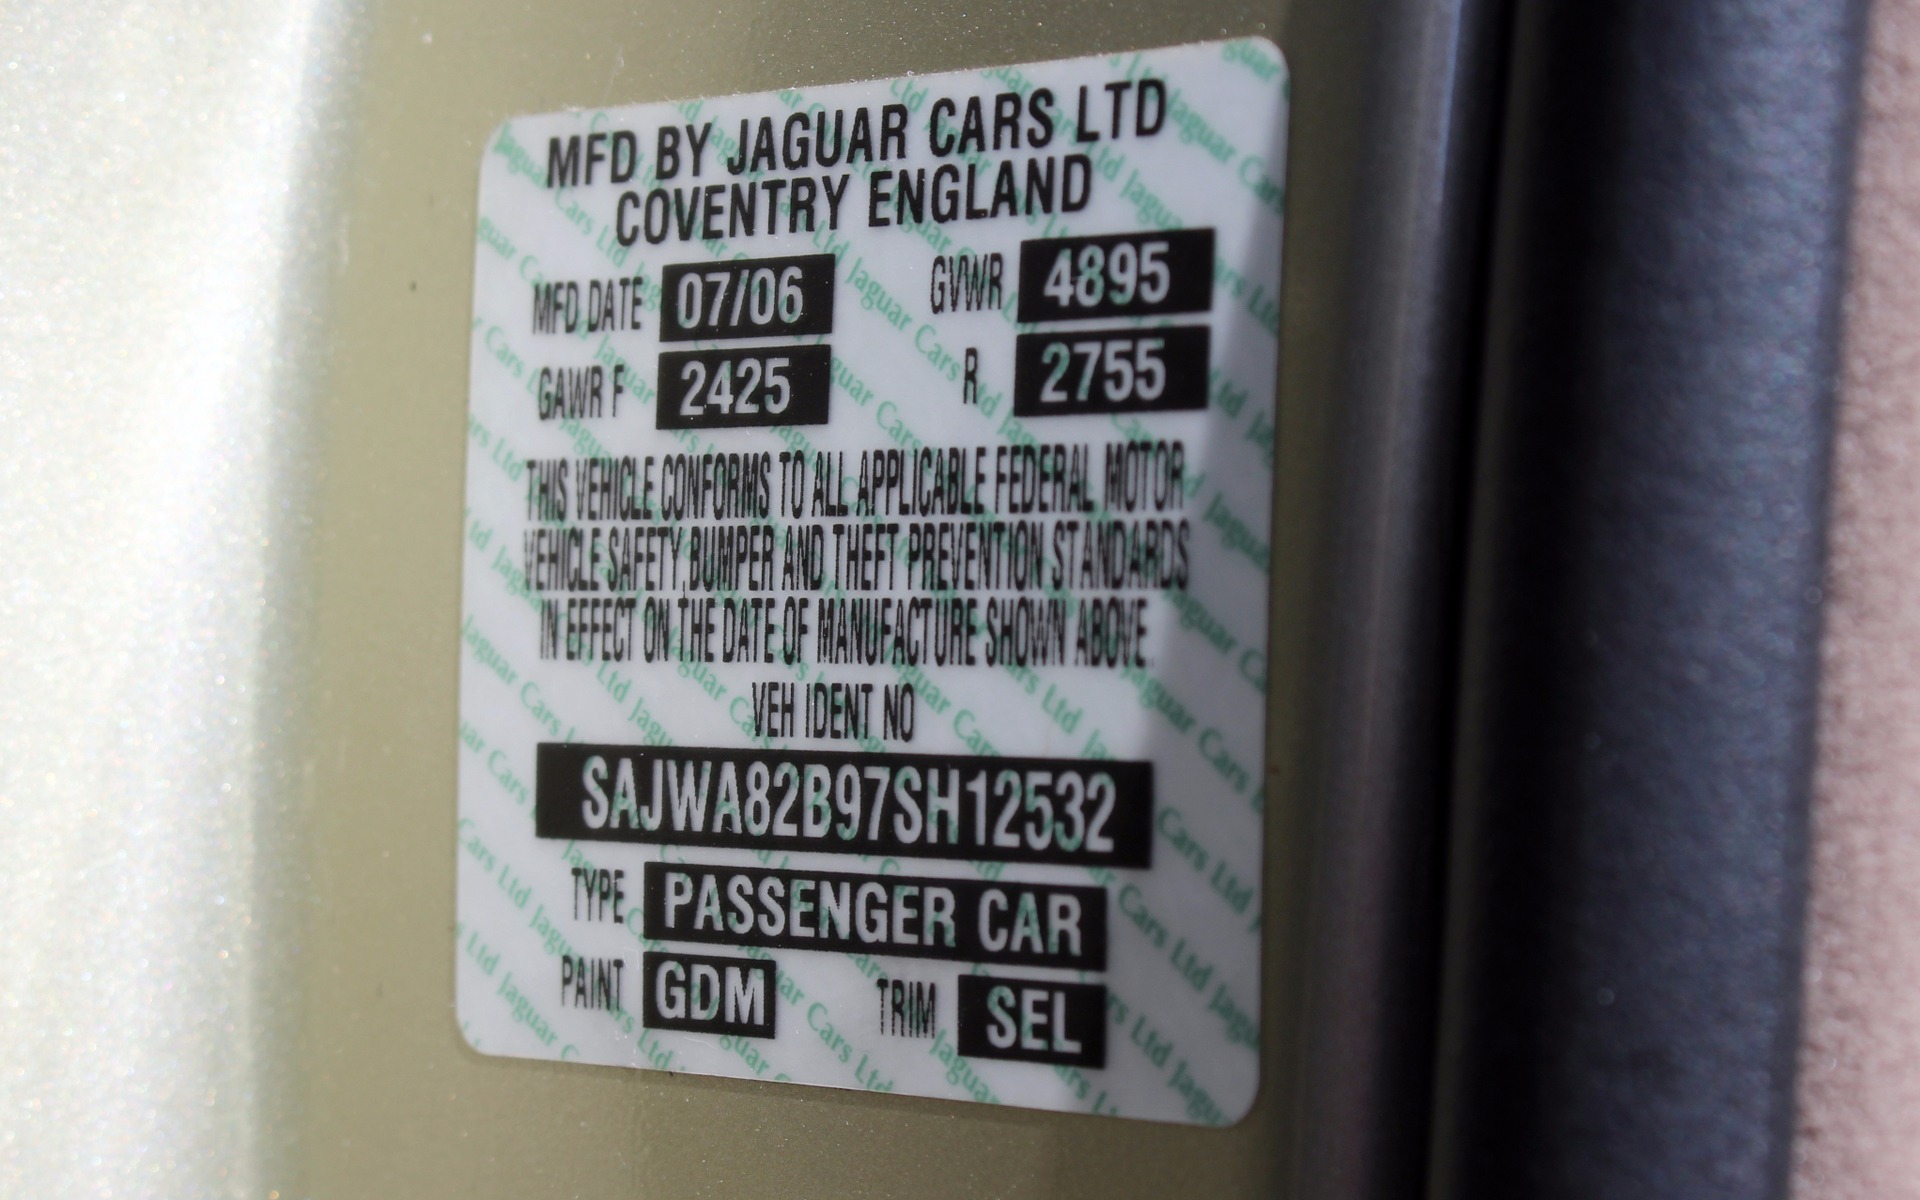 MFD BY JAGUAR CARS LTD
COVENTRY ENGLAND
MFD DATE 07/06 GVWR 4895
GAWR F 2425 R 2755
THIS VEHICLE CONFORMS TO ALL APPLICABLE FEDERAL MOTOR
VEHICLE SAFETY,BUMPER AND THEFT PREVENTION STANDARDS
IN EFFECT ON THE DATE OF MANUFACTURE SHOWN ABOVE.
VEH IDENT NO
SAJWA82B97SH12532
TYPE PASSENGER CAR
PAINT GDM TRIM SEL